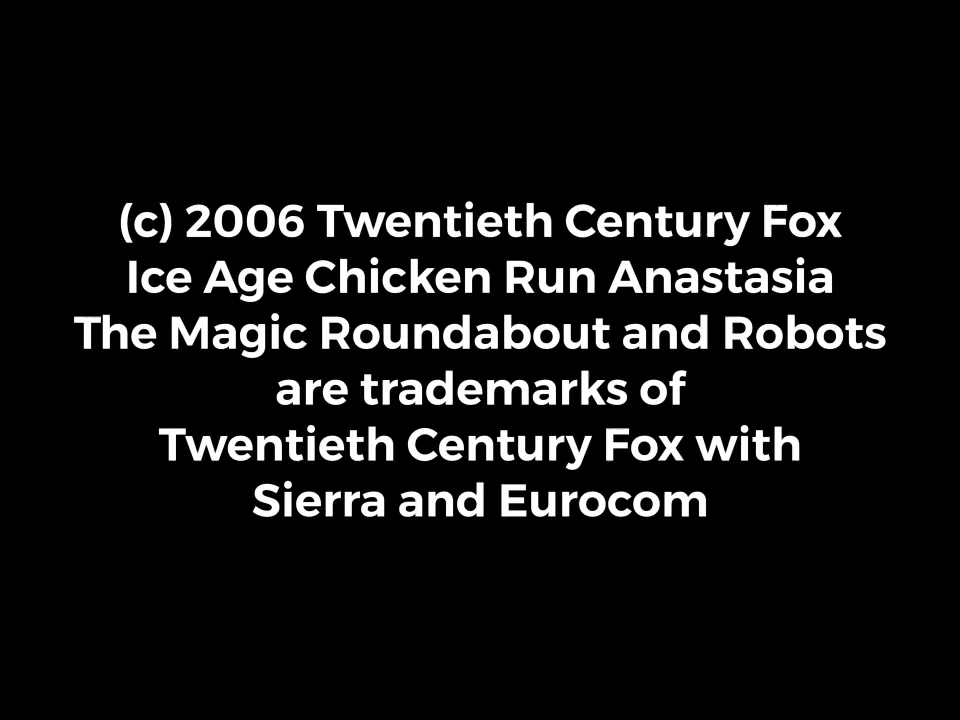 (c) 2006 Twentieth Century Fox
Ice Age Chicken Run Anastasia
The Magic Roundabout and Robots
are trademarks of
Twentieth Century Fox with
Sierra and Eurocom